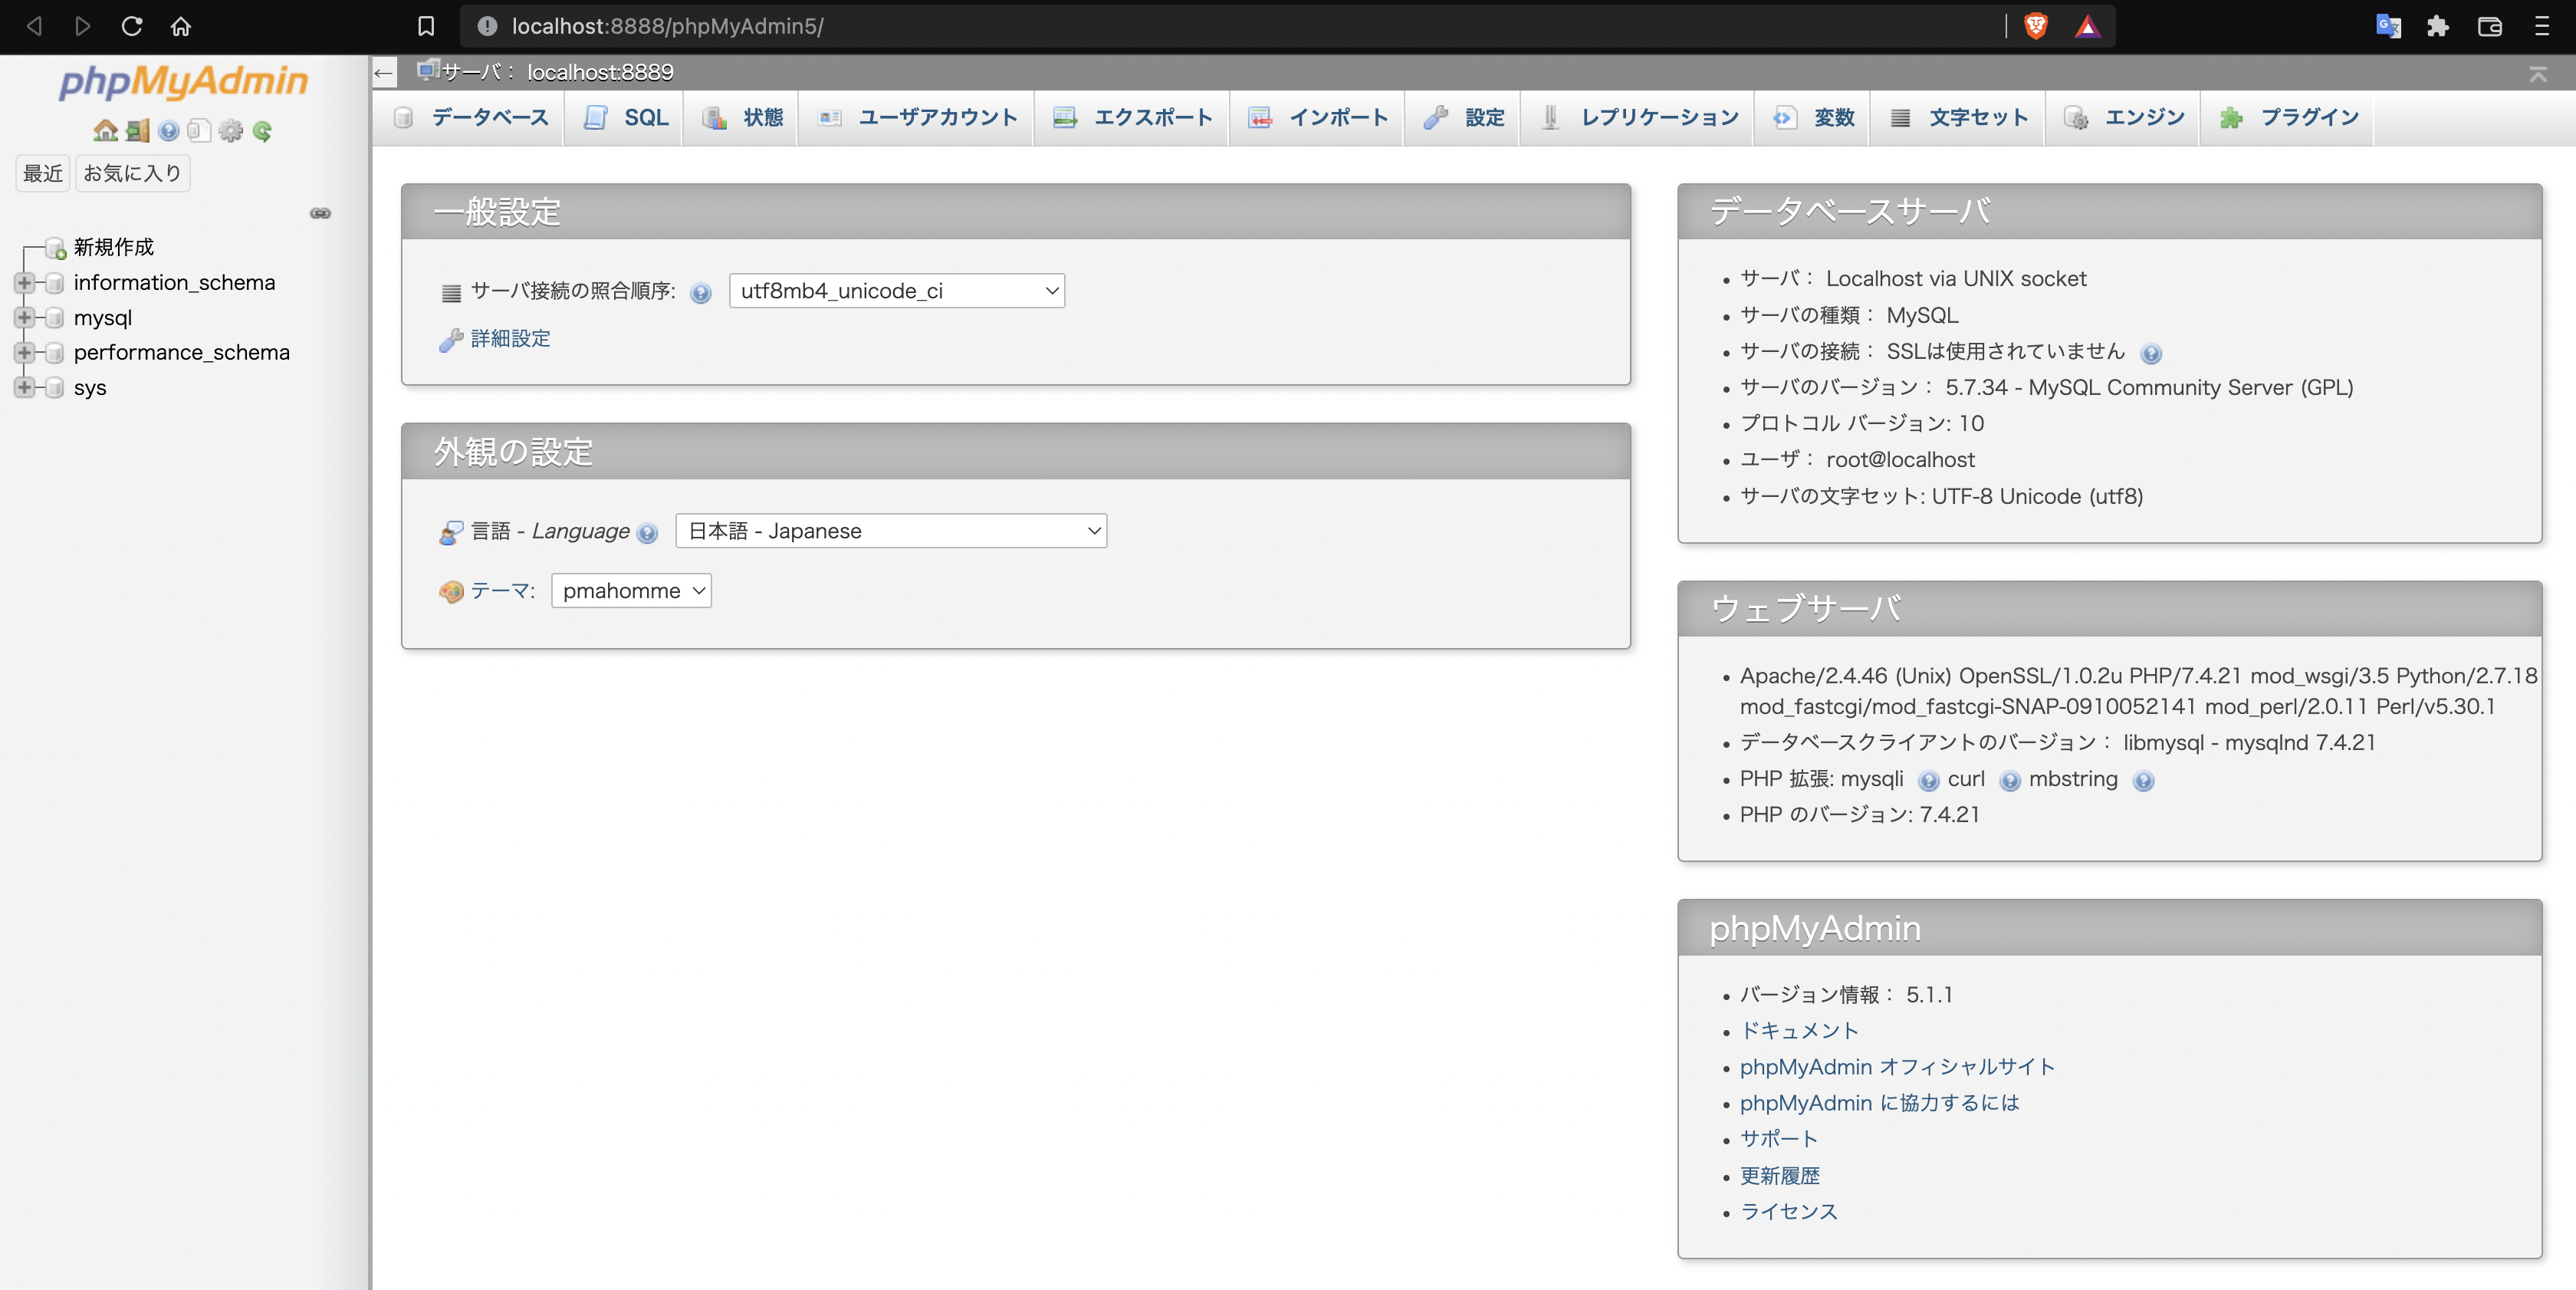 localhost:8888/phpMyAdmin5/
phpMyAdmin
最近 お気に入り
新規作成
information_schema
mysql
performance_schema
sys
サーバ： localhost:8889
データベース SQL 状態 ユーザアカウント エクスポート インポート 設定 レプリケーション 変数 文字セット エンジン プラグイン
一般設定
サーバ接続の照合順序: utf8mb4_unicode_ci
詳細設定
外観の設定
言語 - Language 日本語 - Japanese
テーマ: pmahomme
データベースサーバ
サーバ： Localhost via UNIX socket
サーバの種類： MySQL
サーバの接続： SSLは使用されていません
サーバのバージョン： 5.7.34 - MySQL Community Server (GPL)
プロトコル バージョン: 10
ユーザ： root@localhost
サーバの文字セット: UTF-8 Unicode (utf8)
ウェブサーバ
Apache/2.4.46 (Unix) OpenSSL/1.0.2u PHP/7.4.21 mod_wsgi/3.5 Python/2.7.18
mod_fastcgi/mod_fastcgi-SNAP-0910052141 mod_perl/2.0.11 Perl/v5.30.1
データベースクライアントのバージョン： libmysql - mysqlnd 7.4.21
PHP 拡張: mysqli curl mbstring
PHP のバージョン: 7.4.21
phpMyAdmin
バージョン情報： 5.1.1
ドキュメント
phpMyAdmin オフィシャルサイト
phpMyAdmin に協力するには
サポート
更新履歴
ライセンス